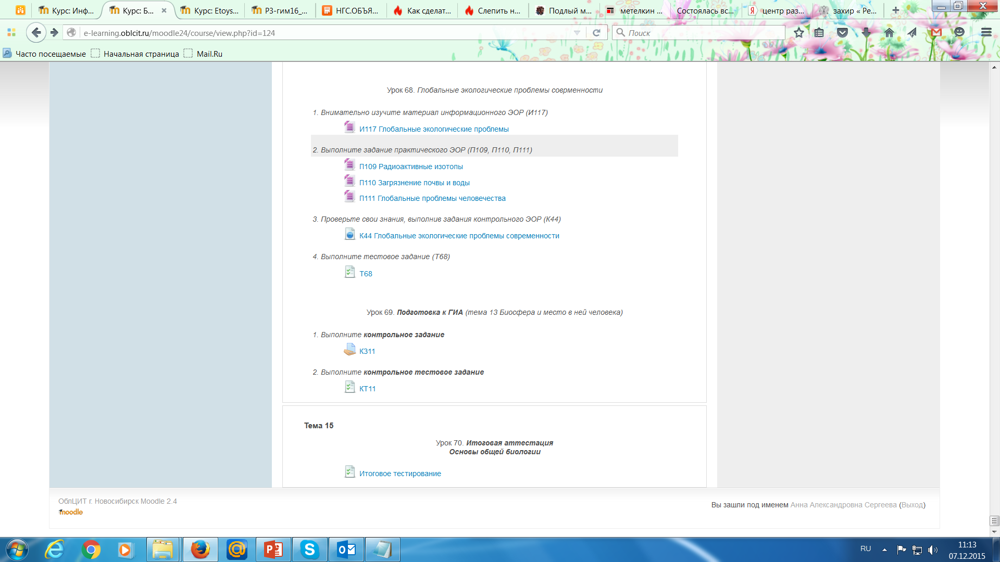 Курс: Инф...
Курс: Б...
Курс: Etoys...
Р3-гим16_...
НГС.ОБЪЯ...
Как сделат...
Слепить н...
Подлый м...
метелкин ...
Состоялась вс...
центр раз...
захир « Ре...
e-learning.oblcit.ru/moodle24/course/view.php?id=124
Поиск
Часто посещаемые
Начальная страница
Mail.Ru
Урок 68. Глобальные экологические проблемы соврменности
1. Внимательно изучите материал информационного ЭОР (И117)
И117 Глобальные экологические проблемы
2. Выполните задание практического ЭОР (П109, П110, П111)
П109 Радиоактивные изотопы
П110 Загрязнение почвы и воды
П111 Глобальные проблемы человечества
3. Проверьте свои знания, выполнив задания контрольного ЭОР (К44)
К44 Глобальные экологические проблемы современности
4. Выполните тестовое задание (Т68)
Т68
Урок 69. Подготовка к ГИА (тема 13 Биосфера и место в ней человека)
1. Выполните контрольное задание
КЗ11
2. Выполните контрольное тестовое задание
КТ11
Тема 15
Урок 70. Итоговая аттестация
Основы общей биологии
Итоговое тестирование
ОблЦИТ г. Новосибирск Moodle 2.4
moodle
Вы зашли под именем Анна Александровна Сергеева (Выход)
RU
11:13
07.12.2015